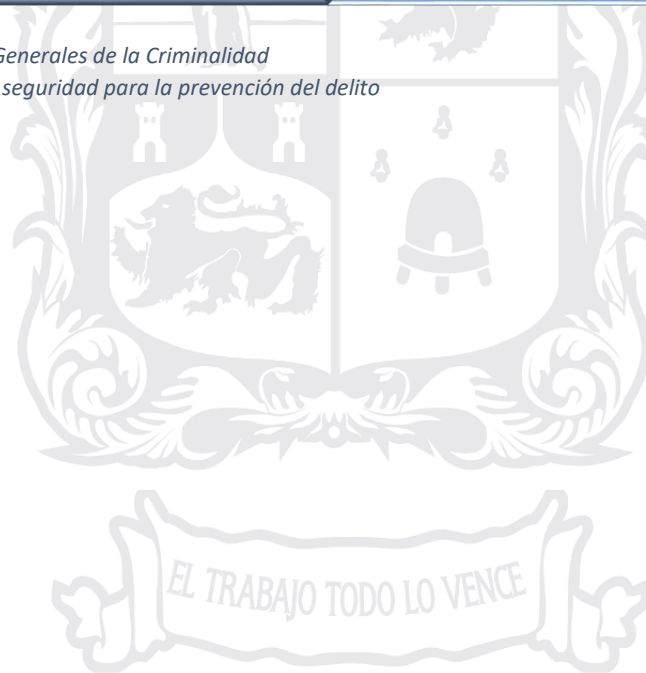 Generales de la Criminalidad
seguridad para la prevención del delito
EL TRABAJO TODO LO VENCE